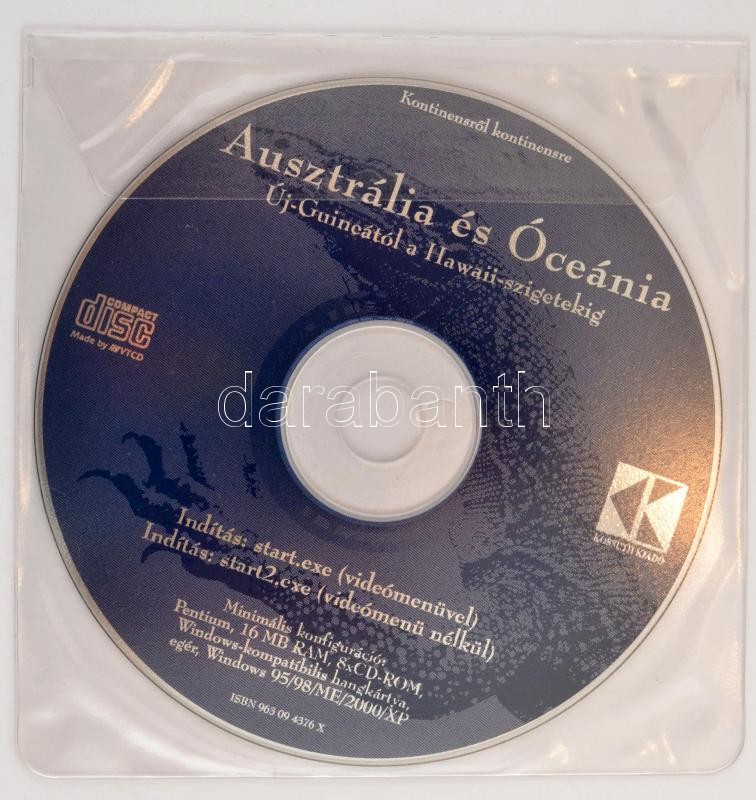 Kontinensről kontinensre
Ausztrália és Óceánia
Új-Guineától a Hawaii-szigetekig
COMPACT
disc
Made by VTCD
darabanth
KOSSUTH KIADÓ
Indítás: start.exe (videómenüvel)
Indítás: start2.exe (videómenü nélkül)
Minimális konfiguráció:
Pentium, 16 MB RAM, 8xCD-ROM,
Windows-kompatibilis hangkártya,
egér, Windows 95/98/ME/2000/XP
ISBN 963 09 4376 X